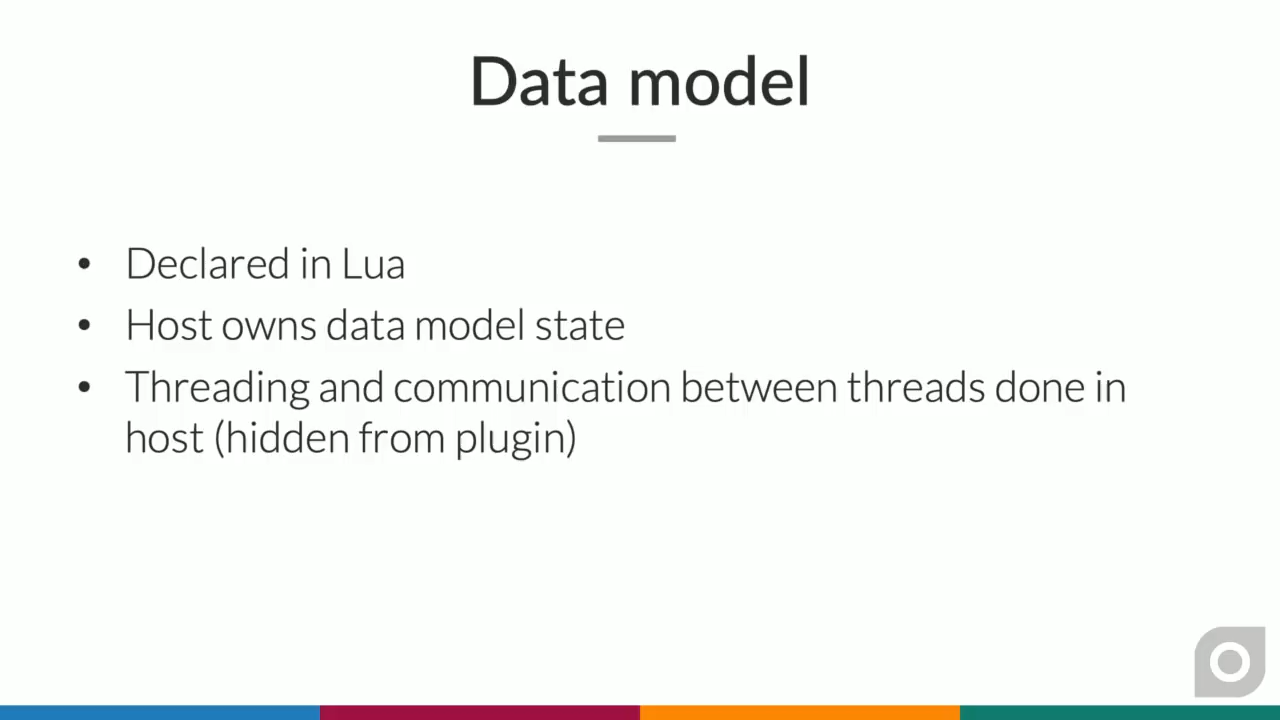 Data model
• Declared in Lua
• Host owns data model state
• Threading and communication between threads done in
host (hidden from plugin)